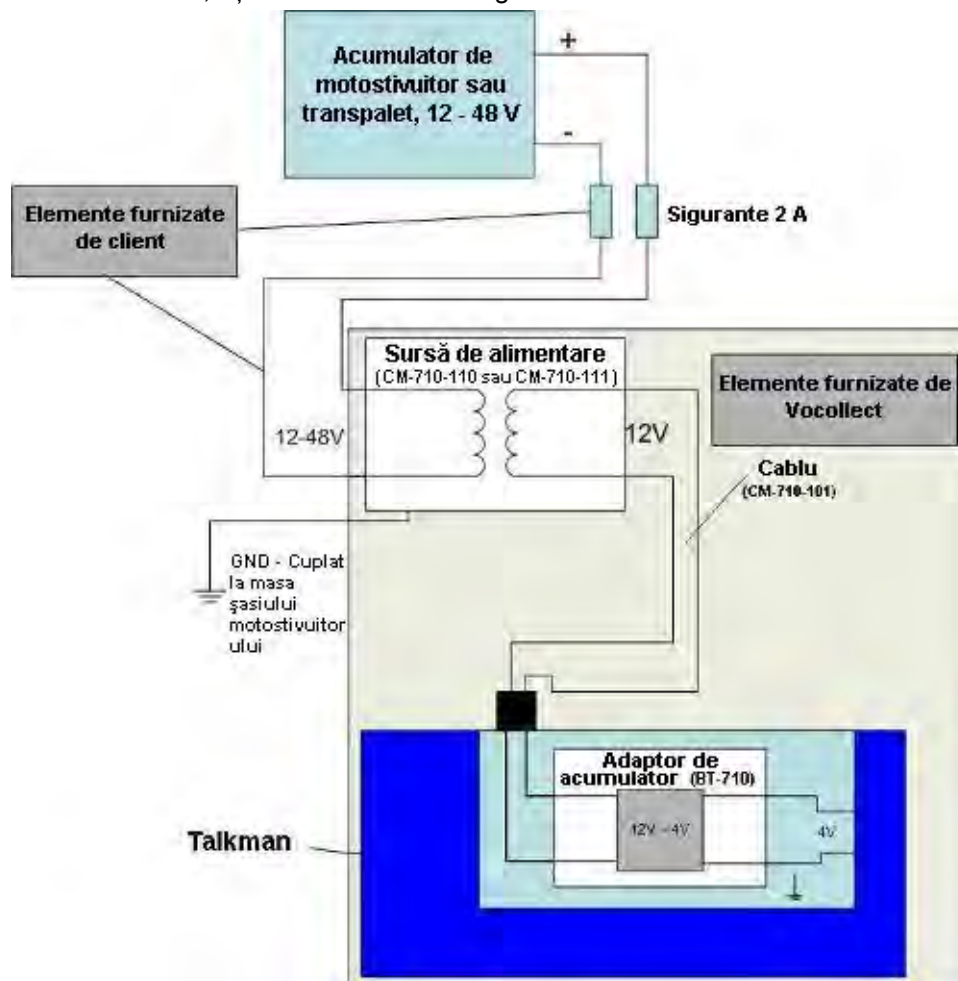 +
Acumulator de
motostivuitor sau
transpalet, 12 - 48 V
-
Elemente furnizate
de client
Sigurante 2 A
Sursă de alimentare
(CM-710-110 sau CM-710-111)
Elemente furnizate de
Vocollect
12-48V
12V
Cablu
(CM-710-101)
GND - Cuplat
la masa
şasiului
motostivuitor
ului
Adaptor de
acumulator (BT-710)
12V - 4V
4V
Talkman